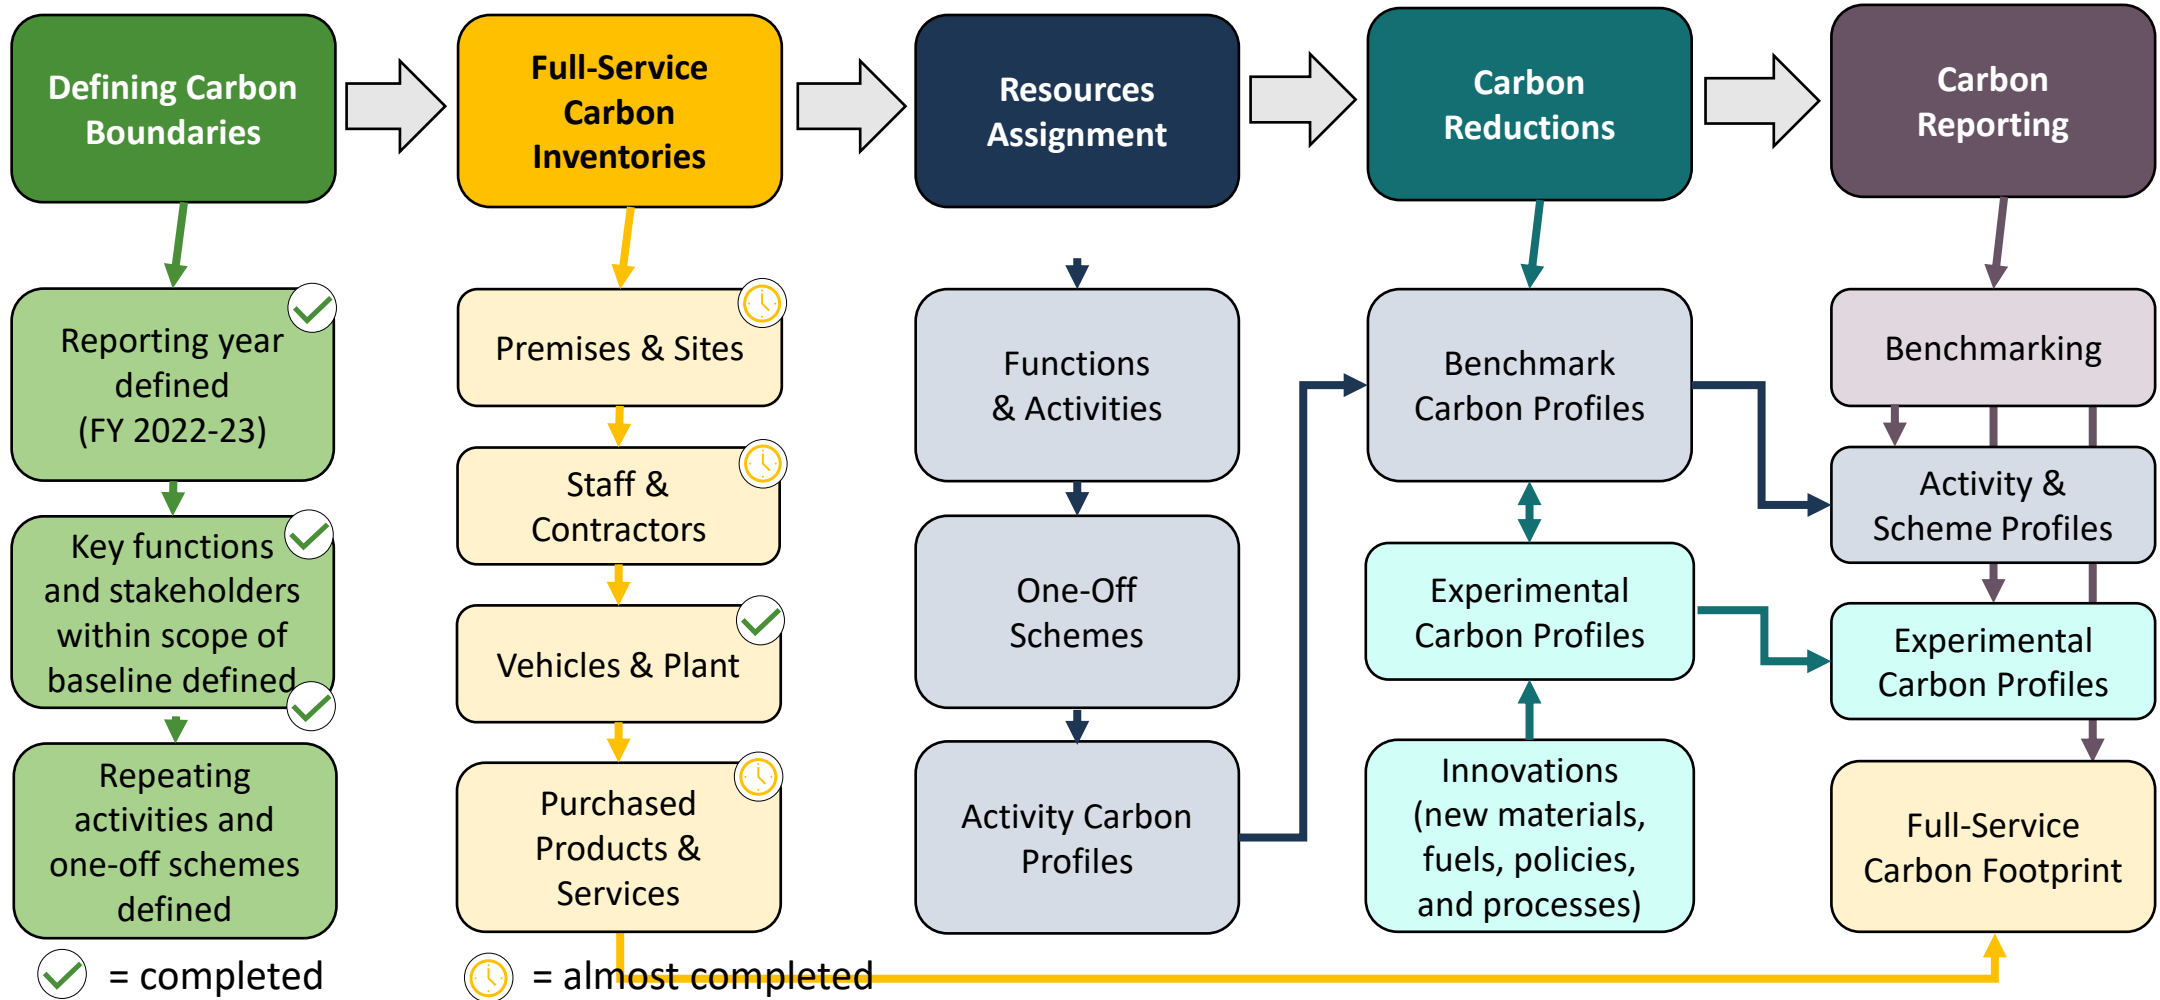 Defining Carbon
Boundaries
Full-Service
Carbon
Inventories
Resources
Assignment
Carbon
Reductions
Carbon
Reporting
Reporting year
defined
(FY 2022-23)
Key functions
and stakeholders
within scope of
baseline defined
Repeating
activities and
one-off schemes
defined
Premises & Sites
Staff &
Contractors
Vehicles & Plant
Purchased
Products &
Services
Functions
& Activities
One-Off
Schemes
Activity Carbon
Profiles
Benchmark
Carbon Profiles
Experimental
Carbon Profiles
Innovations
(new materials,
fuels, policies,
and processes)
Benchmarking
Activity &
Scheme Profiles
Experimental
Carbon Profiles
Full-Service
Carbon Footprint
= completed
= almost completed